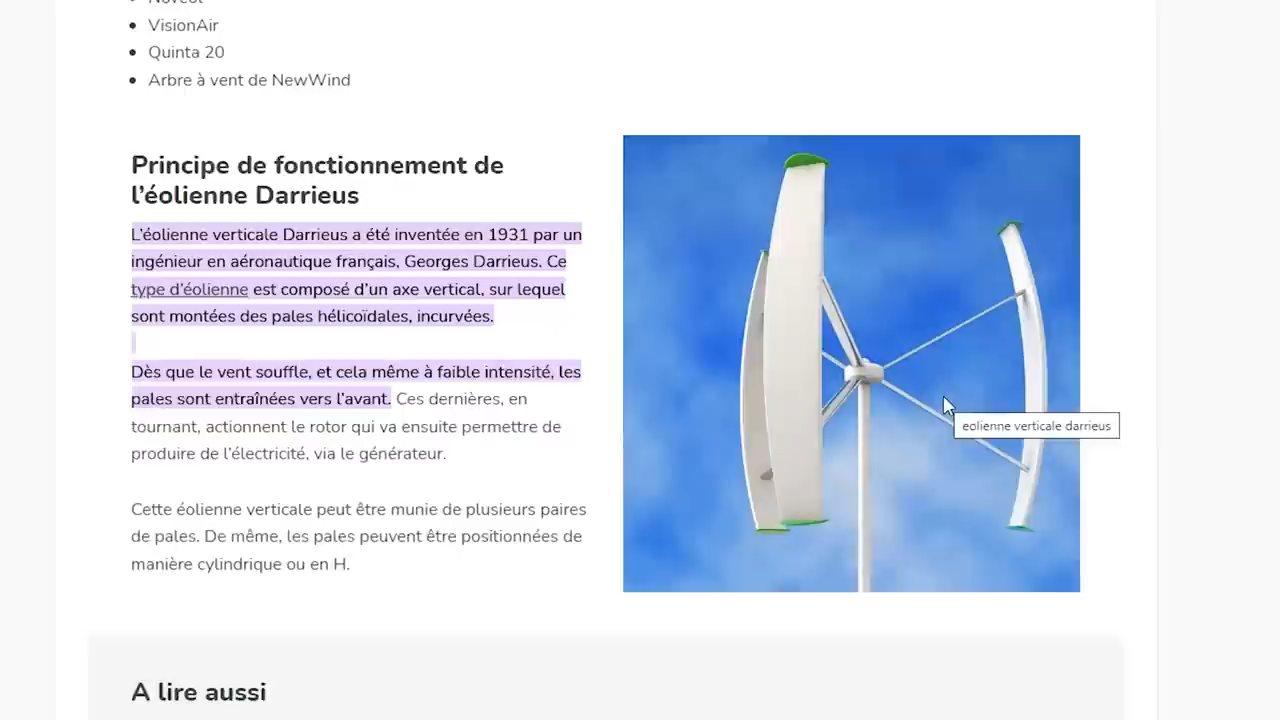 VisionAir
Quinta 20
Arbre à vent de NewWind
Principe de fonctionnement de
l’éolienne Darrieus
L’éolienne verticale Darrieus a été inventée en 1931 par un
ingénieur en aéronautique français, Georges Darrieus. Ce
type d’éolienne est composé d’un axe vertical, sur lequel
sont montées des pales hélicoïdales, incurvées.
Dès que le vent souffle, et cela même à faible intensité, les
pales sont entraînées vers l’avant. Ces dernières, en
tournant, actionnent le rotor qui va ensuite permettre de
produire de l’électricité, via le générateur.
Cette éolienne verticale peut être munie de plusieurs paires
de pales. De même, les pales peuvent être positionnées de
manière cylindrique ou en H.
eolienne verticale darrieus
A lire aussi